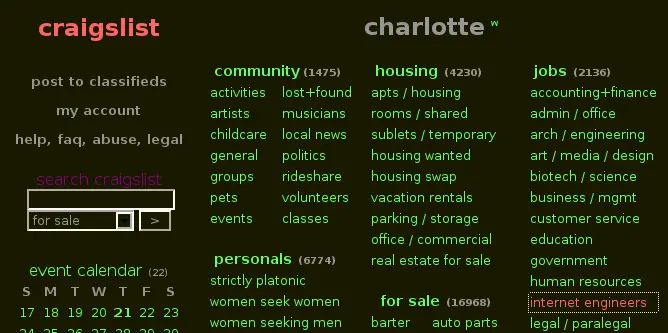 craigslist
post to classifieds
my account
help, faq, abuse, legal
search craigslist
for sale >
event calendar (22)
S M T W T F S
17 18 19 20 21 22 23
24 25 26 27 28 29 30
charlotte w
community (1475)
activities lost+found
artists musicians
childcare local news
general politics
groups rideshare
pets volunteers
events classes
personals (6774)
strictly platonic
women seek women
women seeking men
housing (4230)
apts / housing
rooms / shared
sublets / temporary
housing wanted
housing swap
vacation rentals
parking / storage
office / commercial
real estate for sale
for sale (16968)
barter auto parts
jobs (2136)
accounting+finance
admin / office
arch / engineering
art / media / design
biotech / science
business / mgmt
customer service
education
government
human resources
internet engineers
legal / paralegal